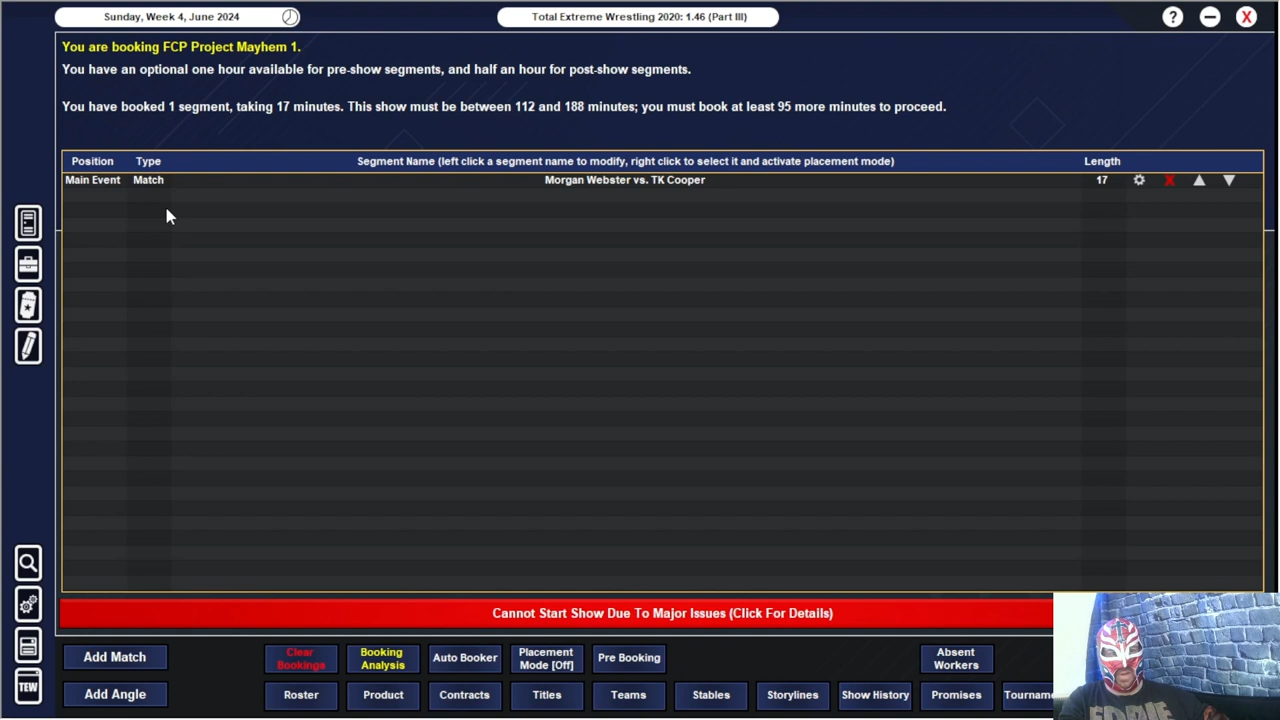 Sunday, Week 4, June 2024
Total Extreme Wrestling 2020: 1.46 (Part III)
?
X
You are booking FCP Project Mayhem 1.
You have an optional one hour available for pre-show segments, and half an hour for post-show segments.
You have booked 1 segment, taking 17 minutes. This show must be between 112 and 188 minutes; you must book at least 95 more minutes to proceed.
Position Type Segment Name (left click a segment name to modify, right click to select it and activate placement mode) Length
Main Event Match Morgan Webster vs. TK Cooper 17 X
Cannot Start Show Due To Major Issues (Click For Details)
Add Match Clear Bookings Booking Analysis Auto Booker Placement Mode [Off] Pre Booking Absent Workers
TEW
Add Angle Roster Product Contracts Titles Teams Stables Storylines Show History Promises Tourname
EDDIE